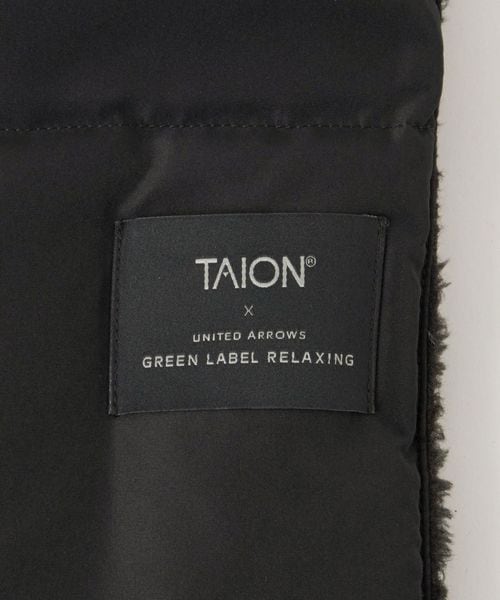 TAION®
X
UNITED ARROWS
GREEN LABEL RELAXING